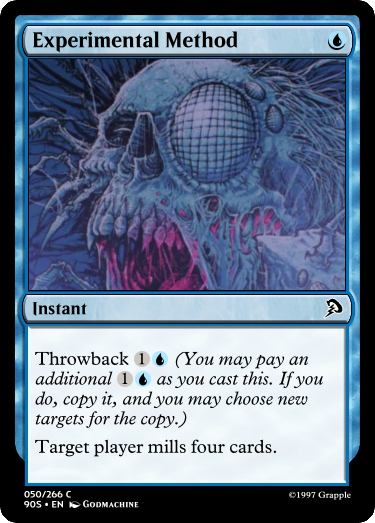 Experimental Method
Instant
Throwback 1 (You may pay an
additional 1 as you cast this. If you
do, copy it, and you may choose new
targets for the copy.)
Target player mills four cards.
050/266 C
90S • EN GODMACHINE
©1997 Grapple